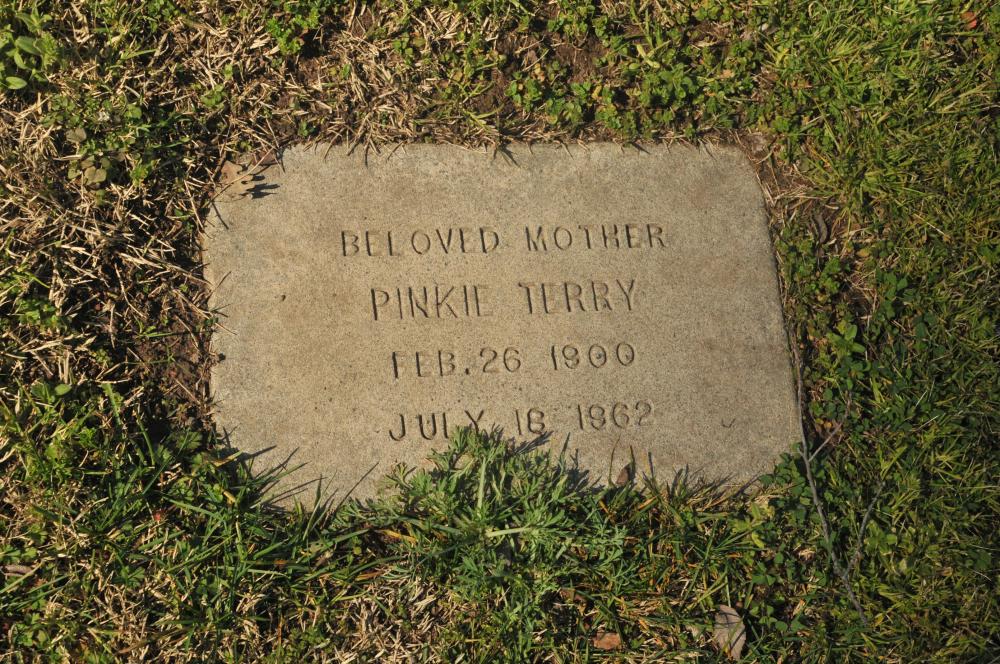 BELOVED MOTHER
PINKIE TERRY
FEB. 26 1900
JULY 18 1962